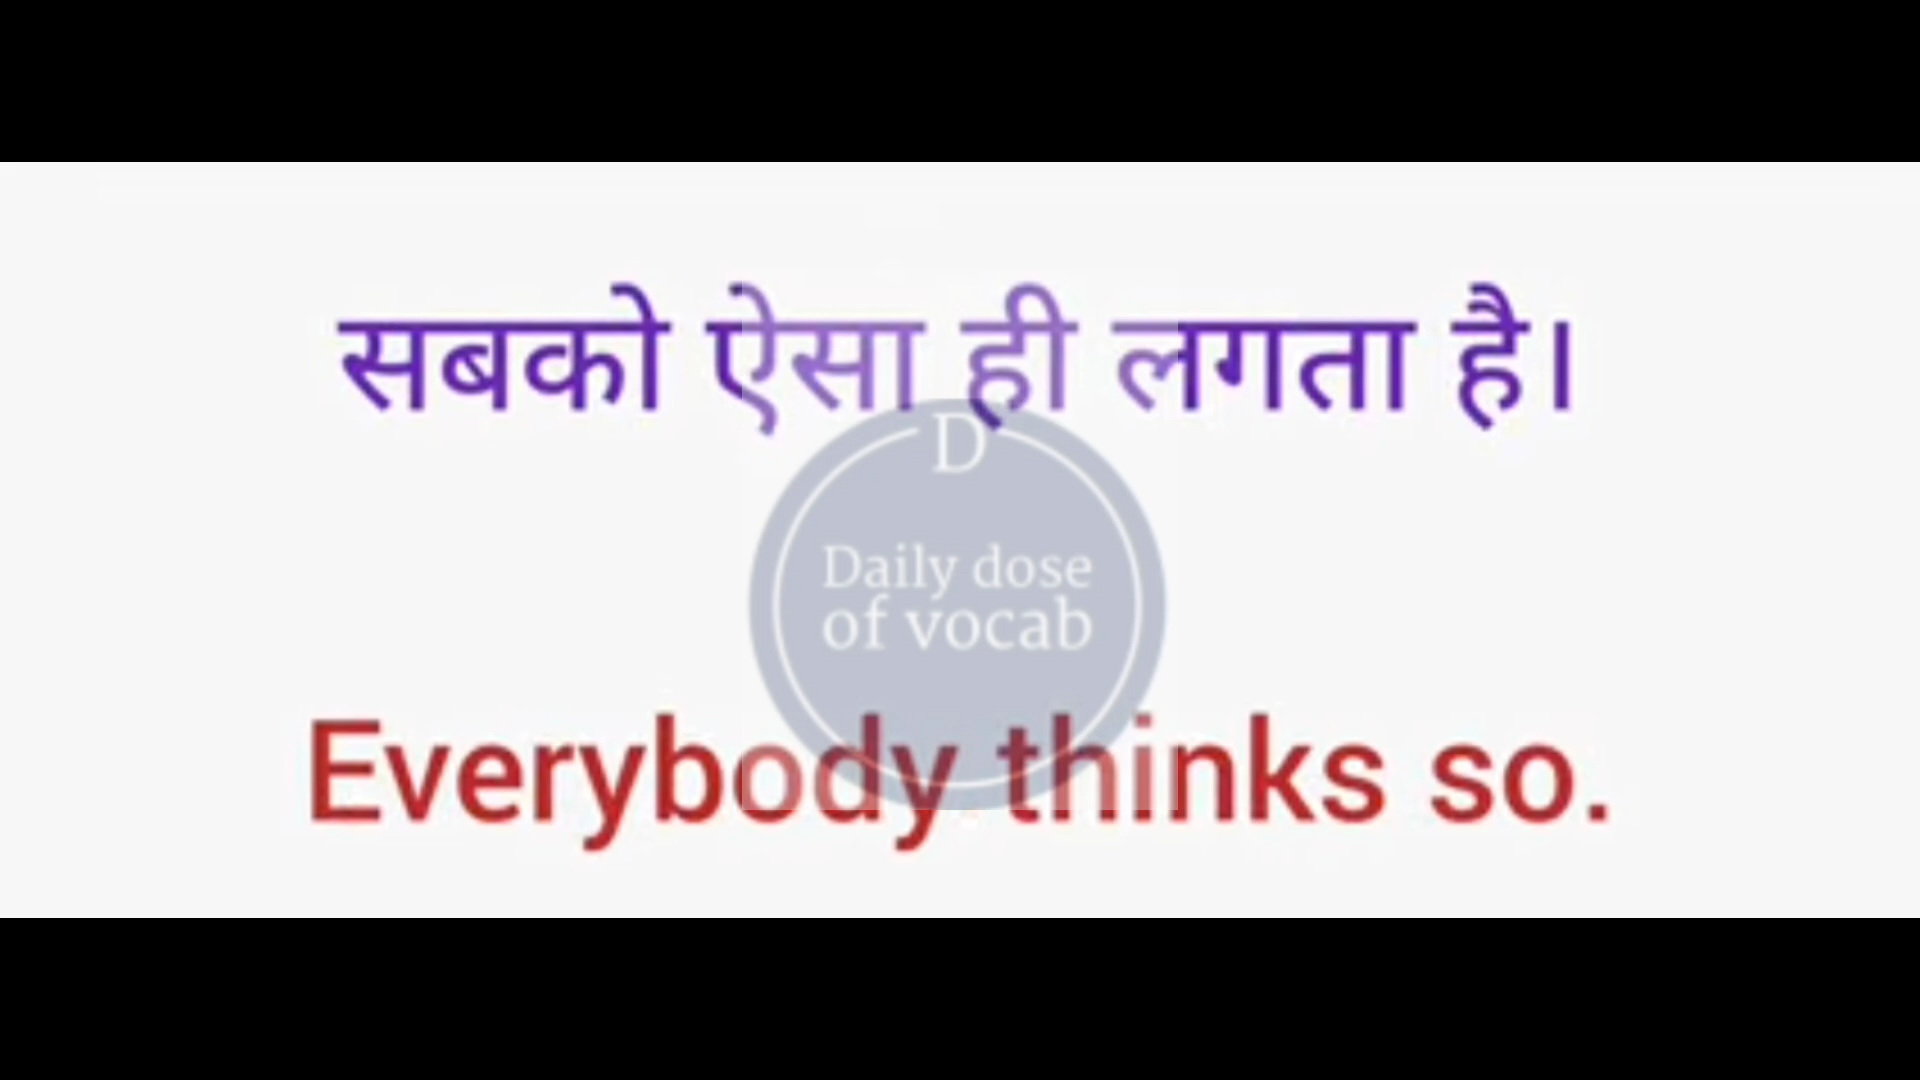 सबको ऐसा ही लगता है।
D
Daily dose
of vocab
Everybody thinks so.